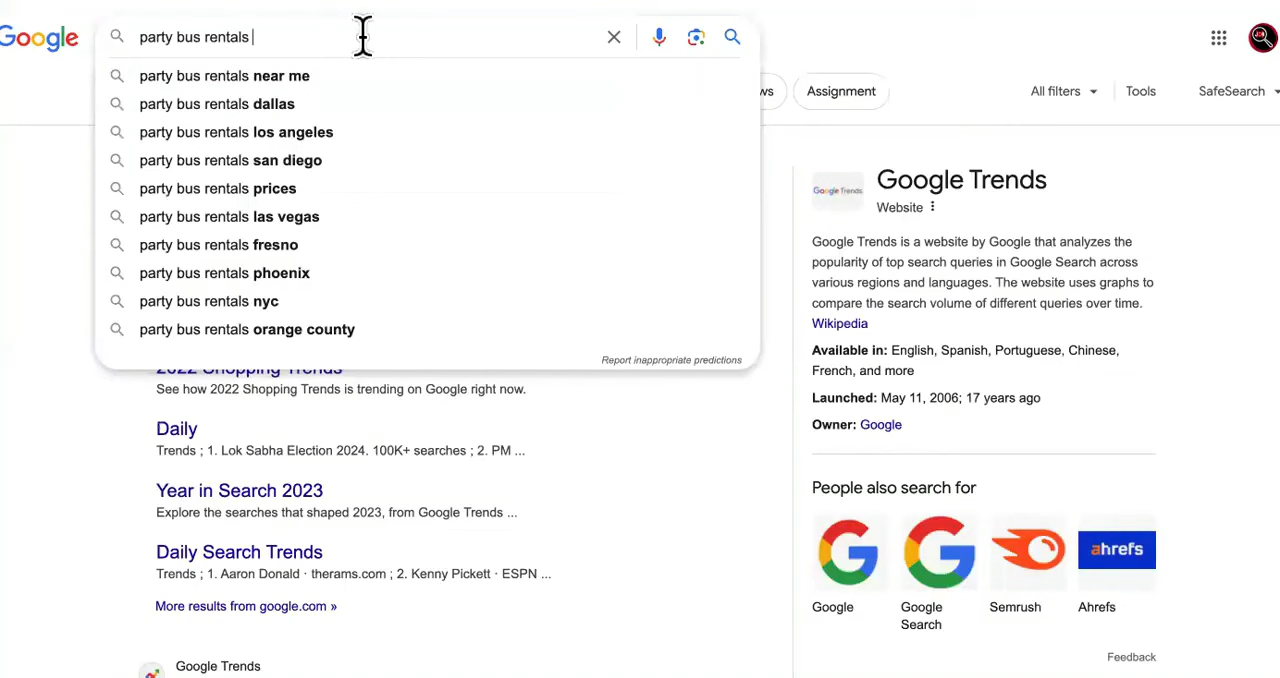 Google
party bus rentals
party bus rentals near me
party bus rentals dallas
party bus rentals los angeles
party bus rentals san diego
party bus rentals prices
party bus rentals las vegas
party bus rentals fresno
party bus rentals phoenix
party bus rentals nyc
party bus rentals orange county
Report inappropriate predictions
ws
Assignment
All filters
Tools
SafeSearch
2022 Shopping Trends
See how 2022 Shopping Trends is trending on Google right now.
Daily
Trends ; 1. Lok Sabha Election 2024. 100K+ searches ; 2. PM ...
Year in Search 2023
Explore the searches that shaped 2023, from Google Trends ...
Daily Search Trends
Trends ; 1. Aaron Donald · therams.com ; 2. Kenny Pickett · ESPN ...
More results from google.com »
Google Trends
Google Trends
Google Trends
Website
Google Trends is a website by Google that analyzes the
popularity of top search queries in Google Search across
various regions and languages. The website uses graphs to
compare the search volume of different queries over time.
Wikipedia
Available in: English, Spanish, Portuguese, Chinese,
French, and more
Launched: May 11, 2006; 17 years ago
Owner: Google
People also search for
ahrefs
Google
Google
Search
Semrush
Ahrefs
Feedback